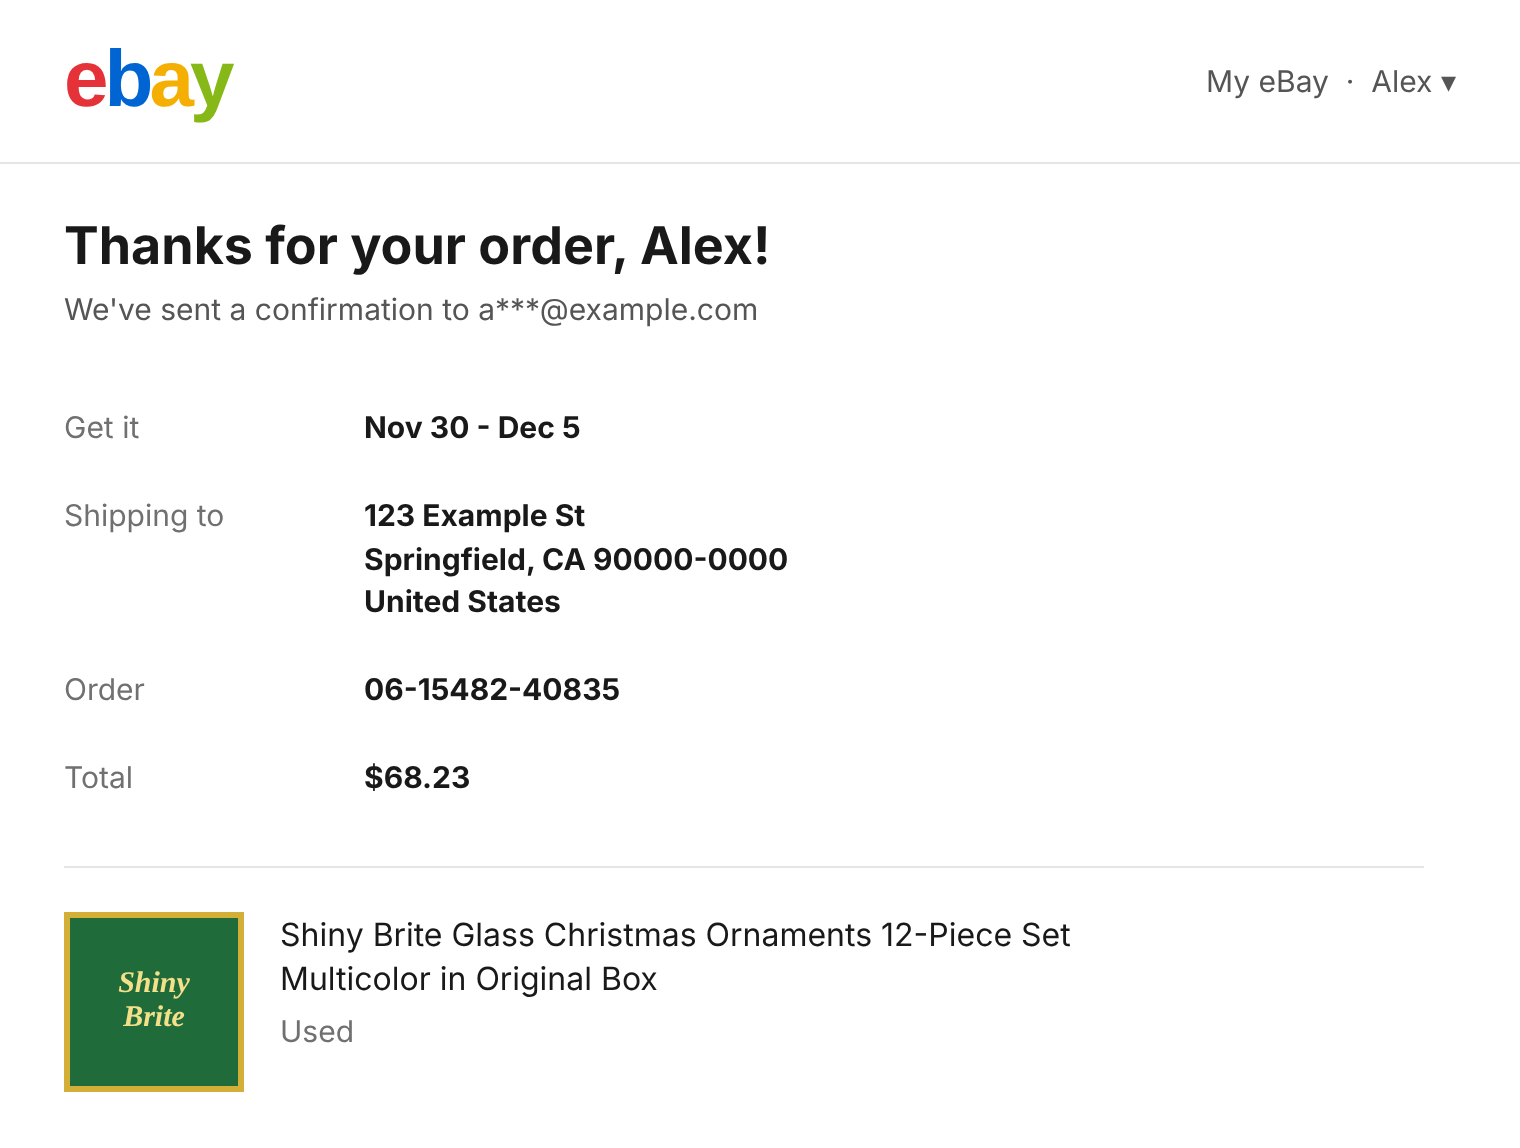 ebay
My eBay · Alex ▾
Thanks for your order, Alex!
We've sent a confirmation to a***@example.com
Get it Nov 30 - Dec 5
Shipping to 123 Example St
Springfield, CA 90000-0000
United States
Order 06-15482-40835
Total $68.23
Shiny
Brite
Shiny Brite Glass Christmas Ornaments 12-Piece Set
Multicolor in Original Box
Used